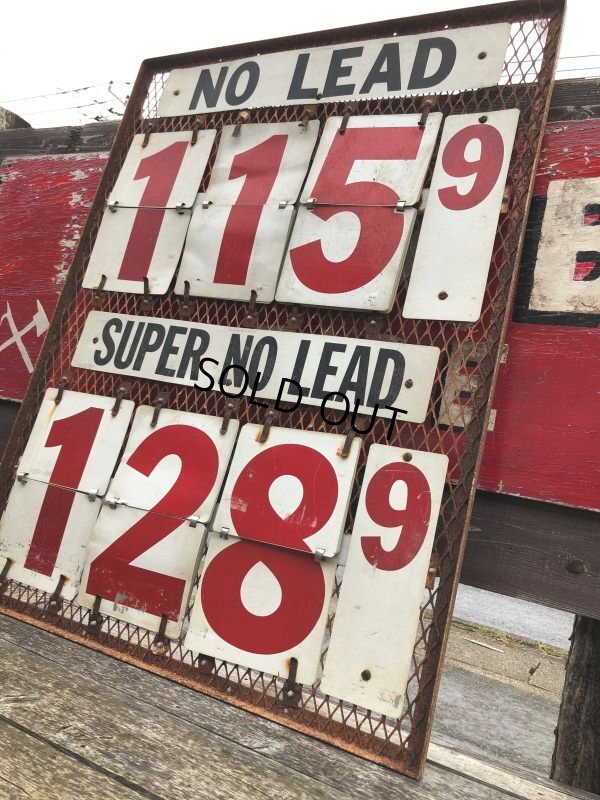 NO LEAD
115 9
SUPER NO LEAD
SOLD OUT
128 9
B